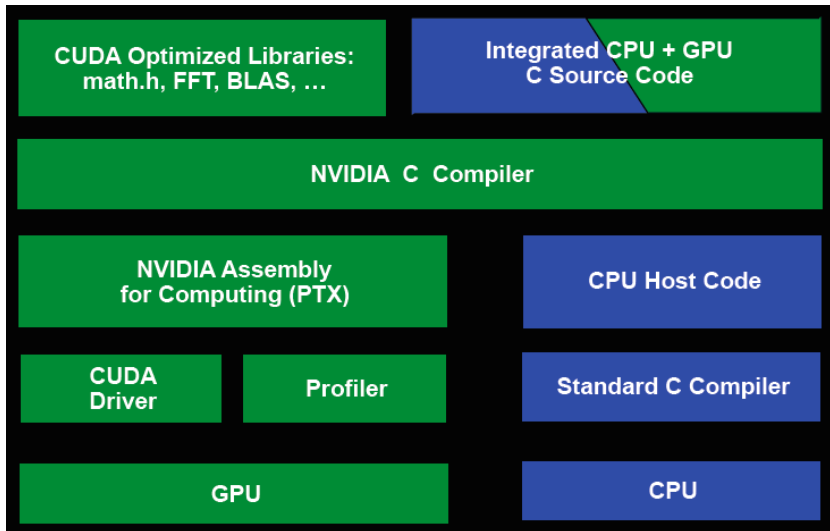 CUDA Optimized Libraries:
math.h, FFT, BLAS, …
Integrated CPU + GPU
C Source Code
NVIDIA C Compiler
NVIDIA Assembly
for Computing (PTX)
CPU Host Code
CUDA
Driver
Profiler
Standard C Compiler
GPU
CPU